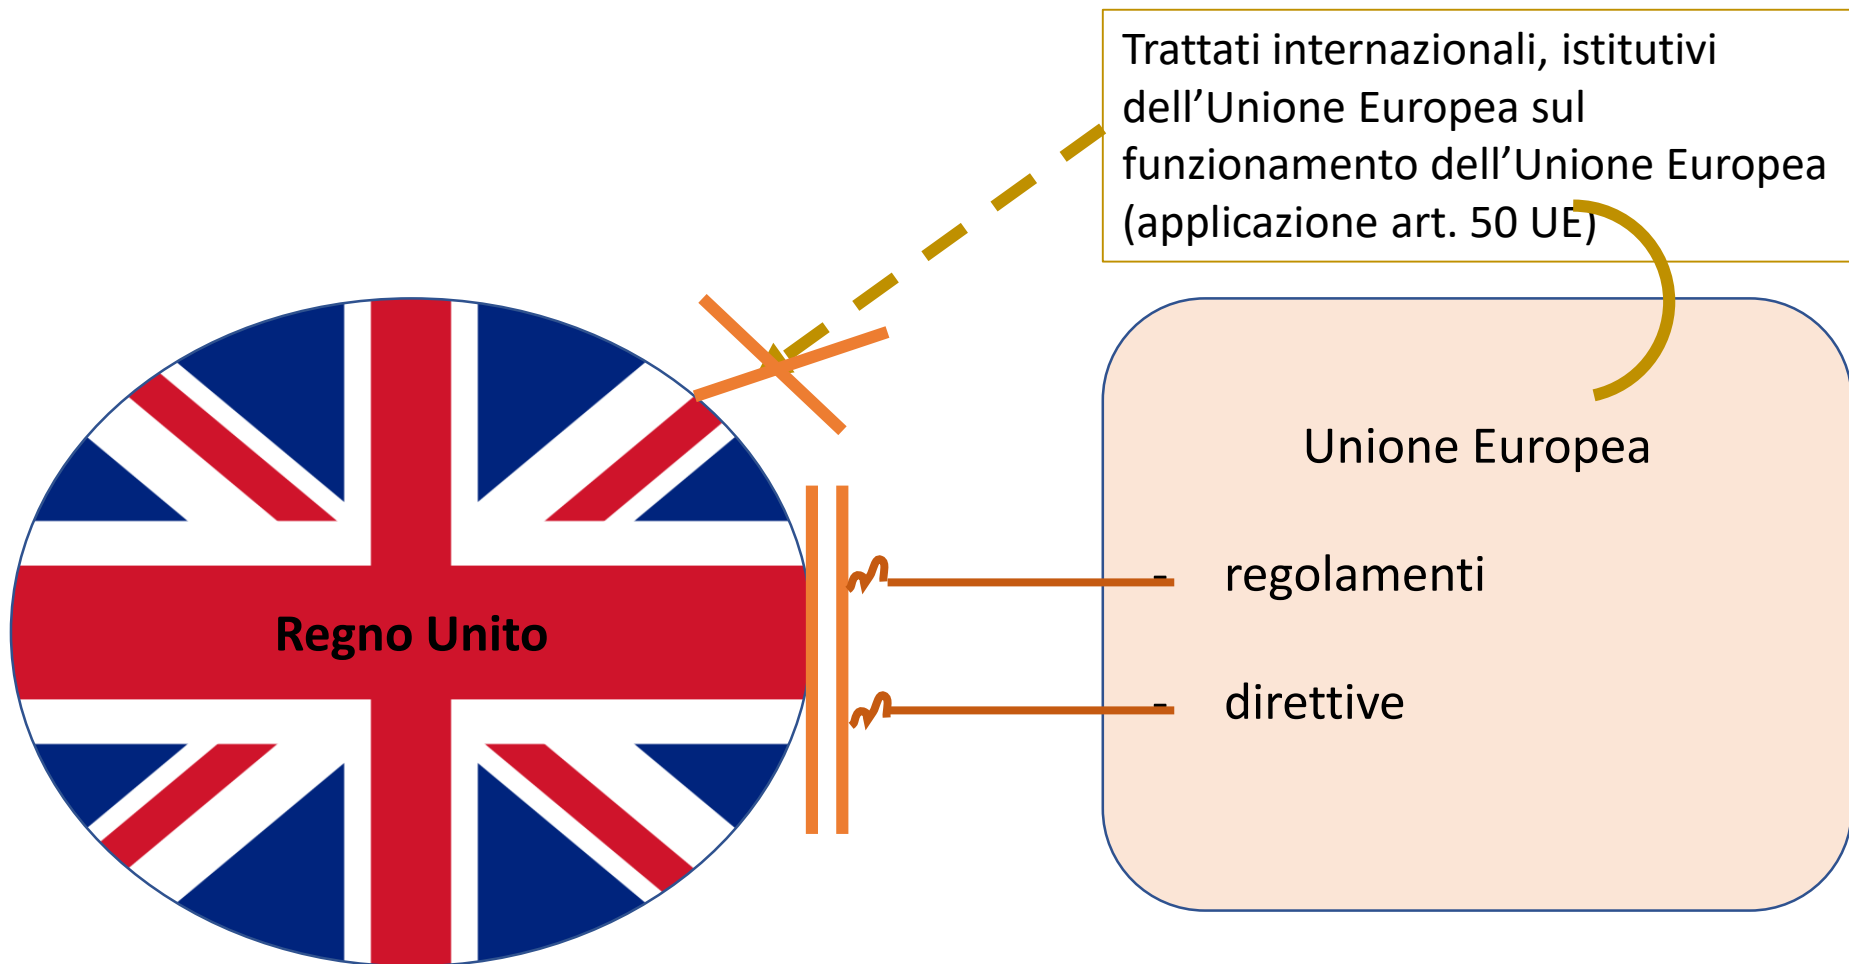 Trattati internazionali, istitutivi
dell’Unione Europea sul
funzionamento dell’Unione Europea
(applicazione art. 50 UE)
Unione Europea
- regolamenti
Regno Unito
- direttive